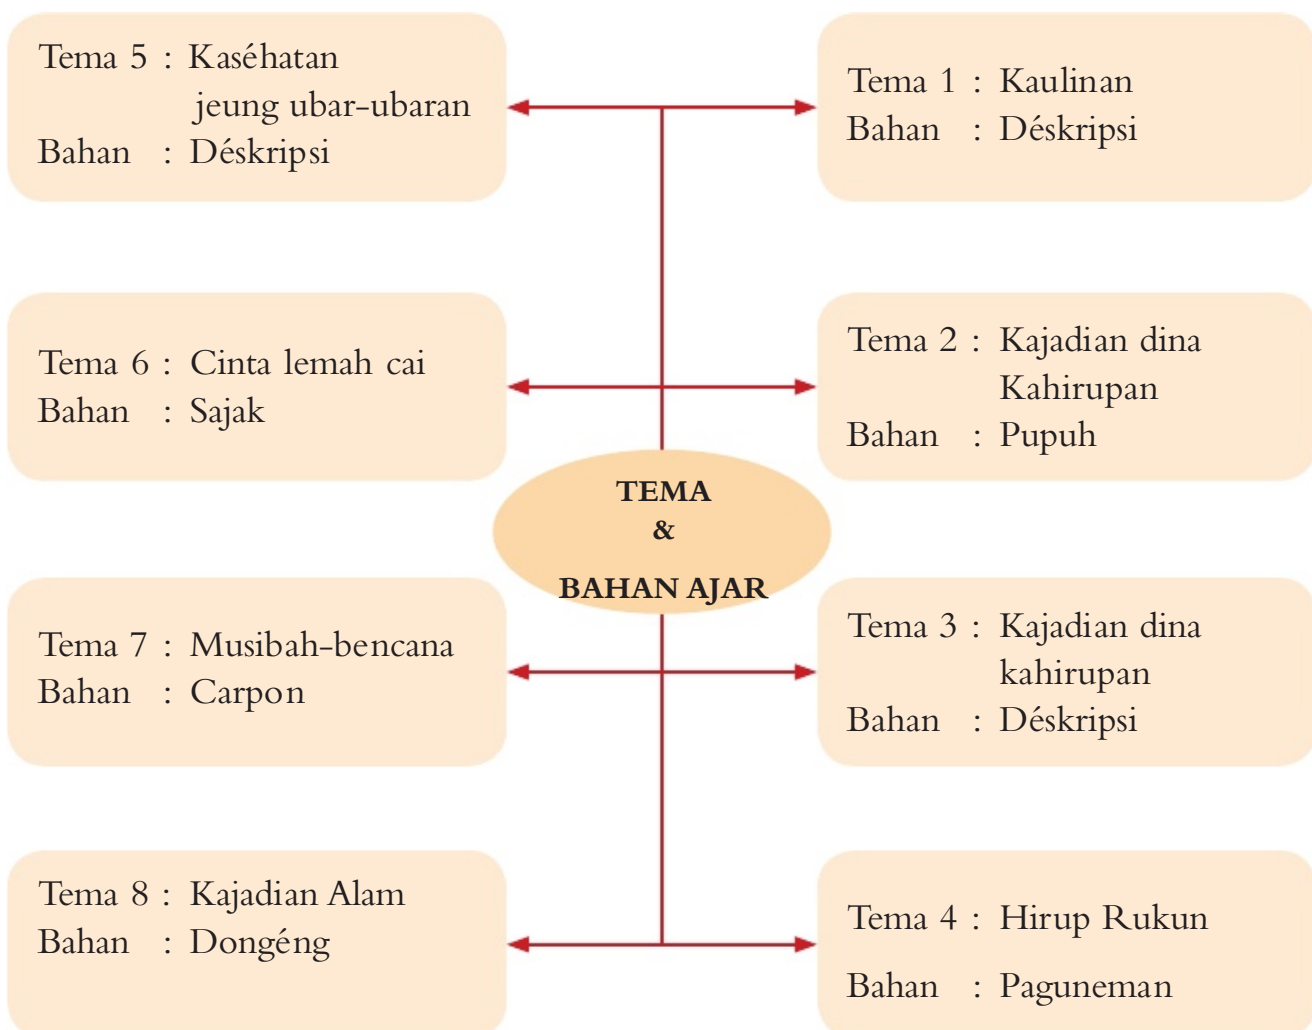 Tema 5 : Kaséhatan
jeung ubar-ubaran
Bahan : Déskripsi
Tema 1 : Kaulinan
Bahan : Déskripsi
Tema 6 : Cinta lemah cai
Bahan : Sajak
Tema 2 : Kajadian dina
Kahirupan
Bahan : Pupuh
TEMA
&
BAHAN AJAR
Tema 7 : Musibah-bencana
Bahan : Carpon
Tema 3 : Kajadian dina
kahirupan
Bahan : Déskripsi
Tema 8 : Kajadian Alam
Bahan : Dongéng
Tema 4 : Hirup Rukun
Bahan : Paguneman